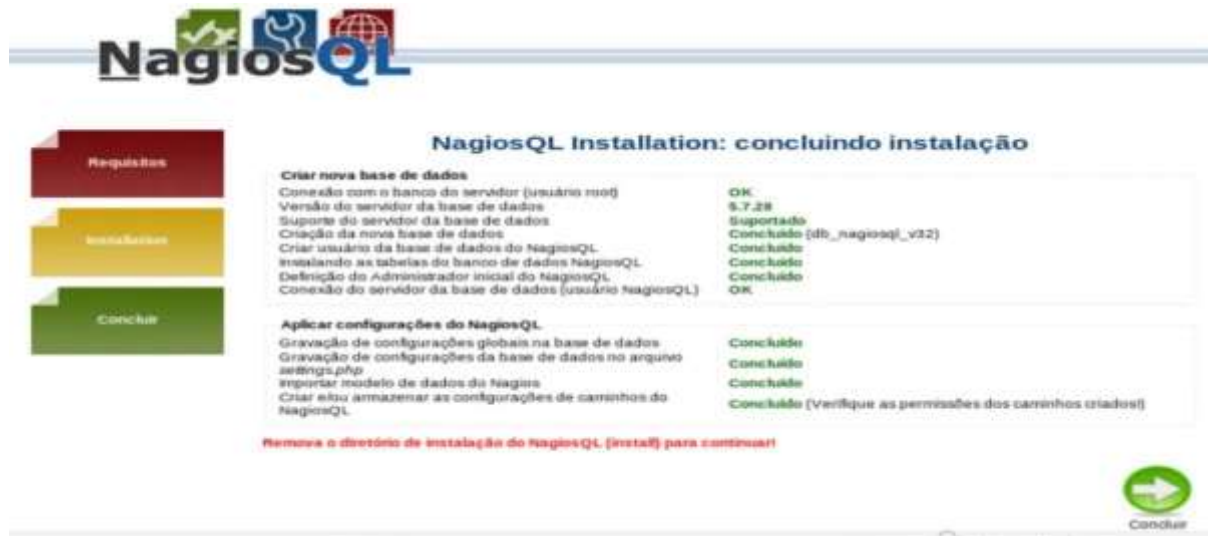 NagiosQL
Requisitos
Installation
Concluir
NagiosQL Installation: concluindo instalação
Criar nova base de dados
Conexão com o banco do servidor (usuário root) OK
Versão do servidor da base de dados 5.7.28
Suporte do servidor da base de dados Suportado
Criação da nova base de dados Concluído (db_nagiosql_v32)
Criar usuário da base de dados do NagiosQL Concluído
Instalando as tabelas do banco de dados NagiosQL Concluído
Definição do Administrador inicial do NagiosQL Concluído
Conexão do servidor da base de dados (usuário NagiosQL) OK
Aplicar configurações do NagiosQL
Gravação de configurações globais na base de dados Concluído
Gravação de configurações da base de dados no arquivo
settings.php Concluído
Importar modelo de dados do Nagios Concluído
Criar e/ou armazenar as configurações de caminhos do
NagiosQL Concluído (Verifique as permissões dos caminhos criados!)
Remova o diretório de instalação do NagiosQL (install) para continuar!
Concluir